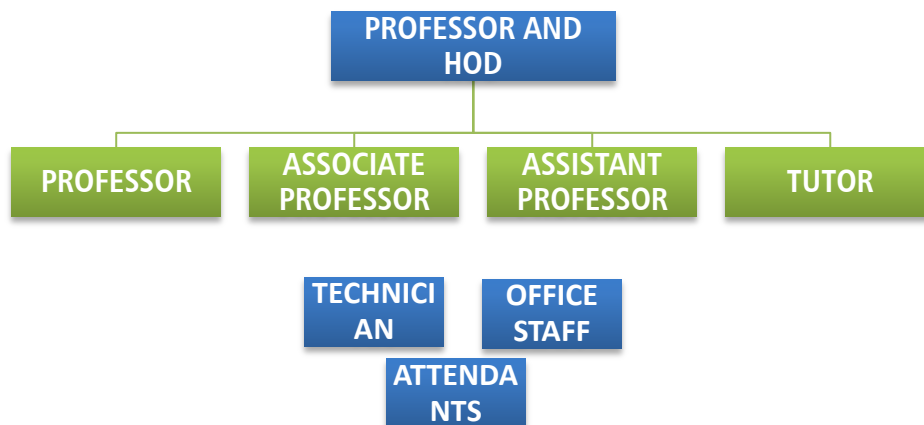 PROFESSOR AND
HOD
PROFESSOR
ASSOCIATE
PROFESSOR
ASSISTANT
PROFESSOR
TUTOR
TECHNICI
AN
OFFICE
STAFF
ATTENDA
NTS